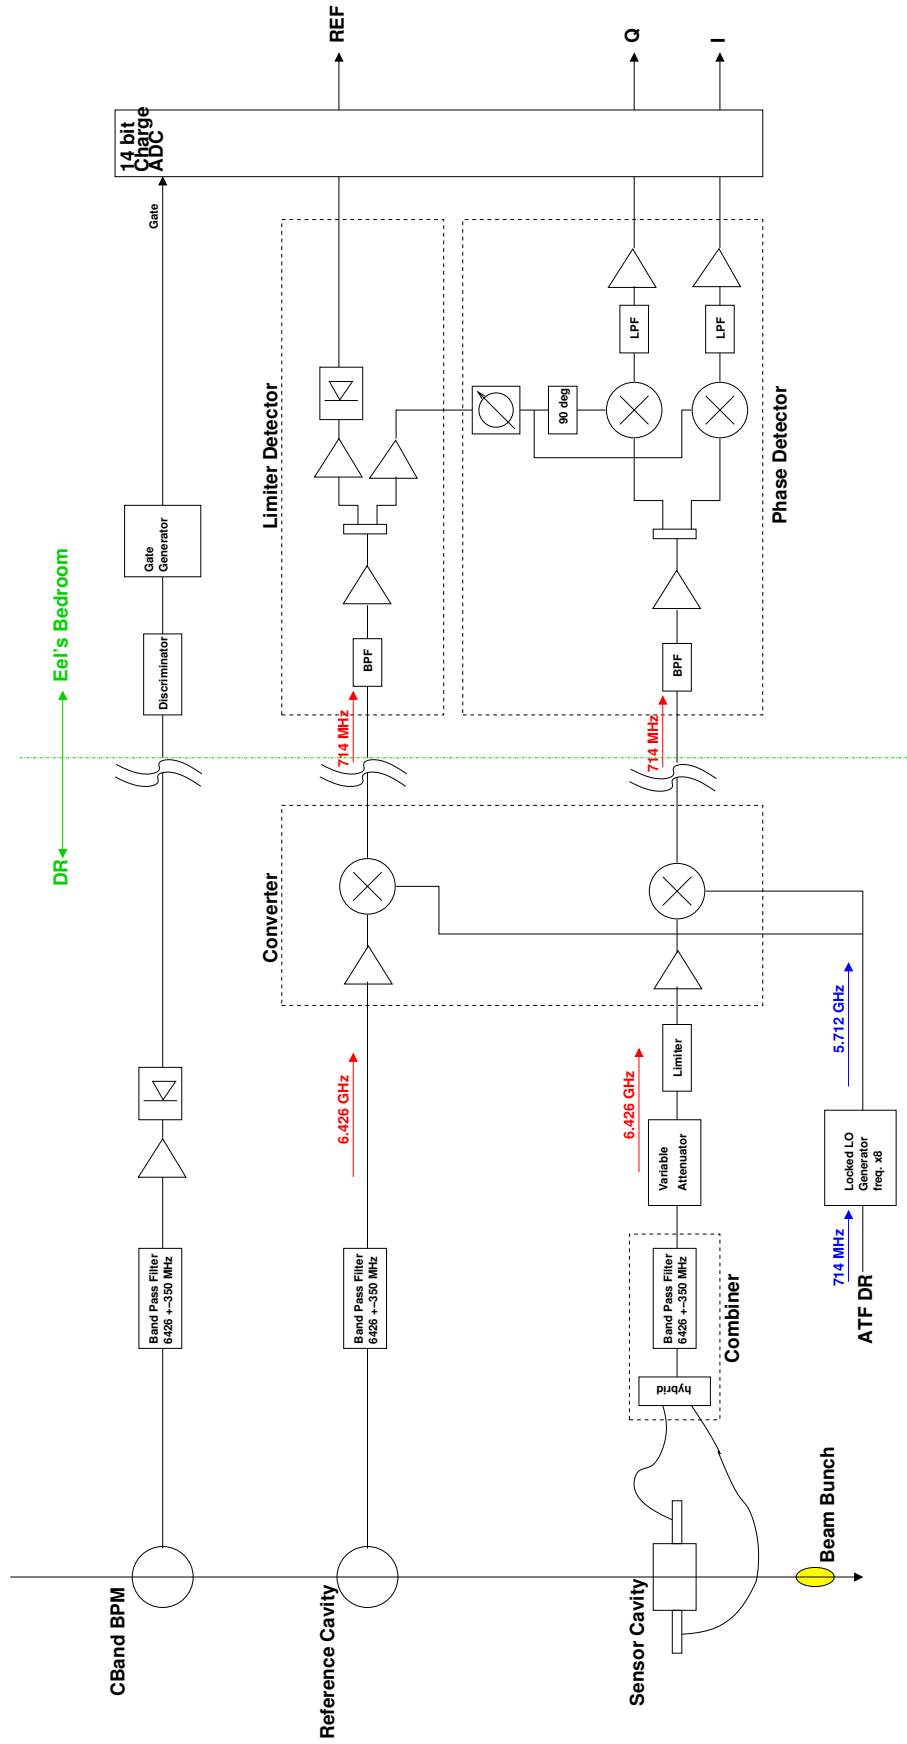 CBand BPM
Band Pass Filter
6426 +-350 MHz
DR
Eel's Bedroom
Discriminator
Gate
Generator
Gate
14 bit
Charge
ADC
Reference Cavity
Band Pass Filter
6426 +-350 MHz
6.426 GHz
Converter
714 MHz
Limiter Detector
BPF
REF
Sensor Cavity
hybrid
Band Pass Filter
6426 +-350 MHz
Combiner
Variable
Attenuator
6.426 GHz
Limiter
714 MHz
BPF
90 deg
LPF
LPF
Phase Detector
Q
I
Beam Bunch
ATF DR
714 MHz
Locked LO
Generator
freq. x8
5.712 GHz